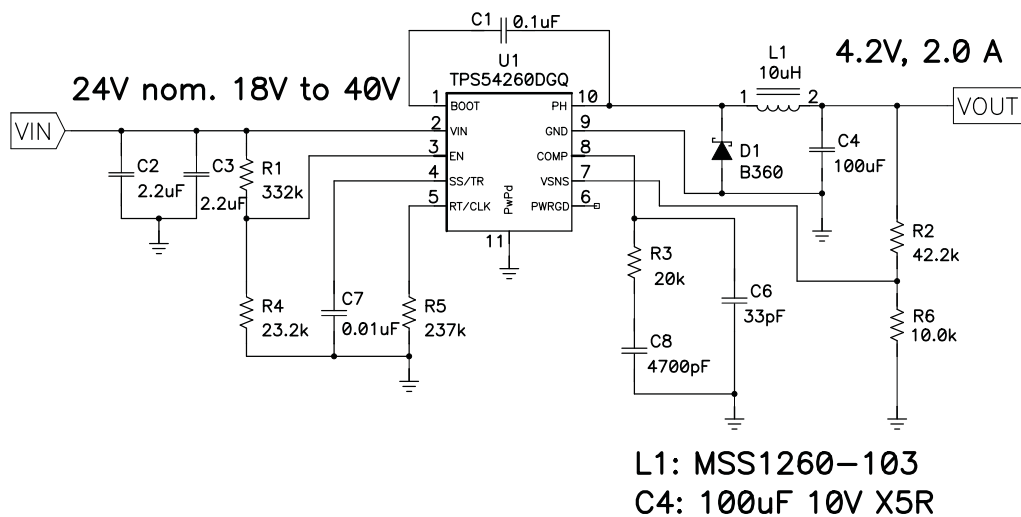 C1
0.1uF
U1
TPS54260DGQ
24V nom. 18V to 40V
L1
10uH
4.2V, 2.0 A
VIN
VOUT
1 BOOT
2 VIN
3 EN
4 SS/TR
5 RT/CLK
PH 10
GND 9
COMP 8
VSNS 7
PWRGD 6
PwPd
11
1
2
C2
2.2uF
C3
2.2uF
R1
332k
D1
B360
C4
100uF
R2
42.2k
R3
20k
C6
33pF
R4
23.2k
C7
0.01uF
R5
237k
R6
10.0k
C8
4700pF
L1: MSS1260-103
C4: 100uF 10V X5R